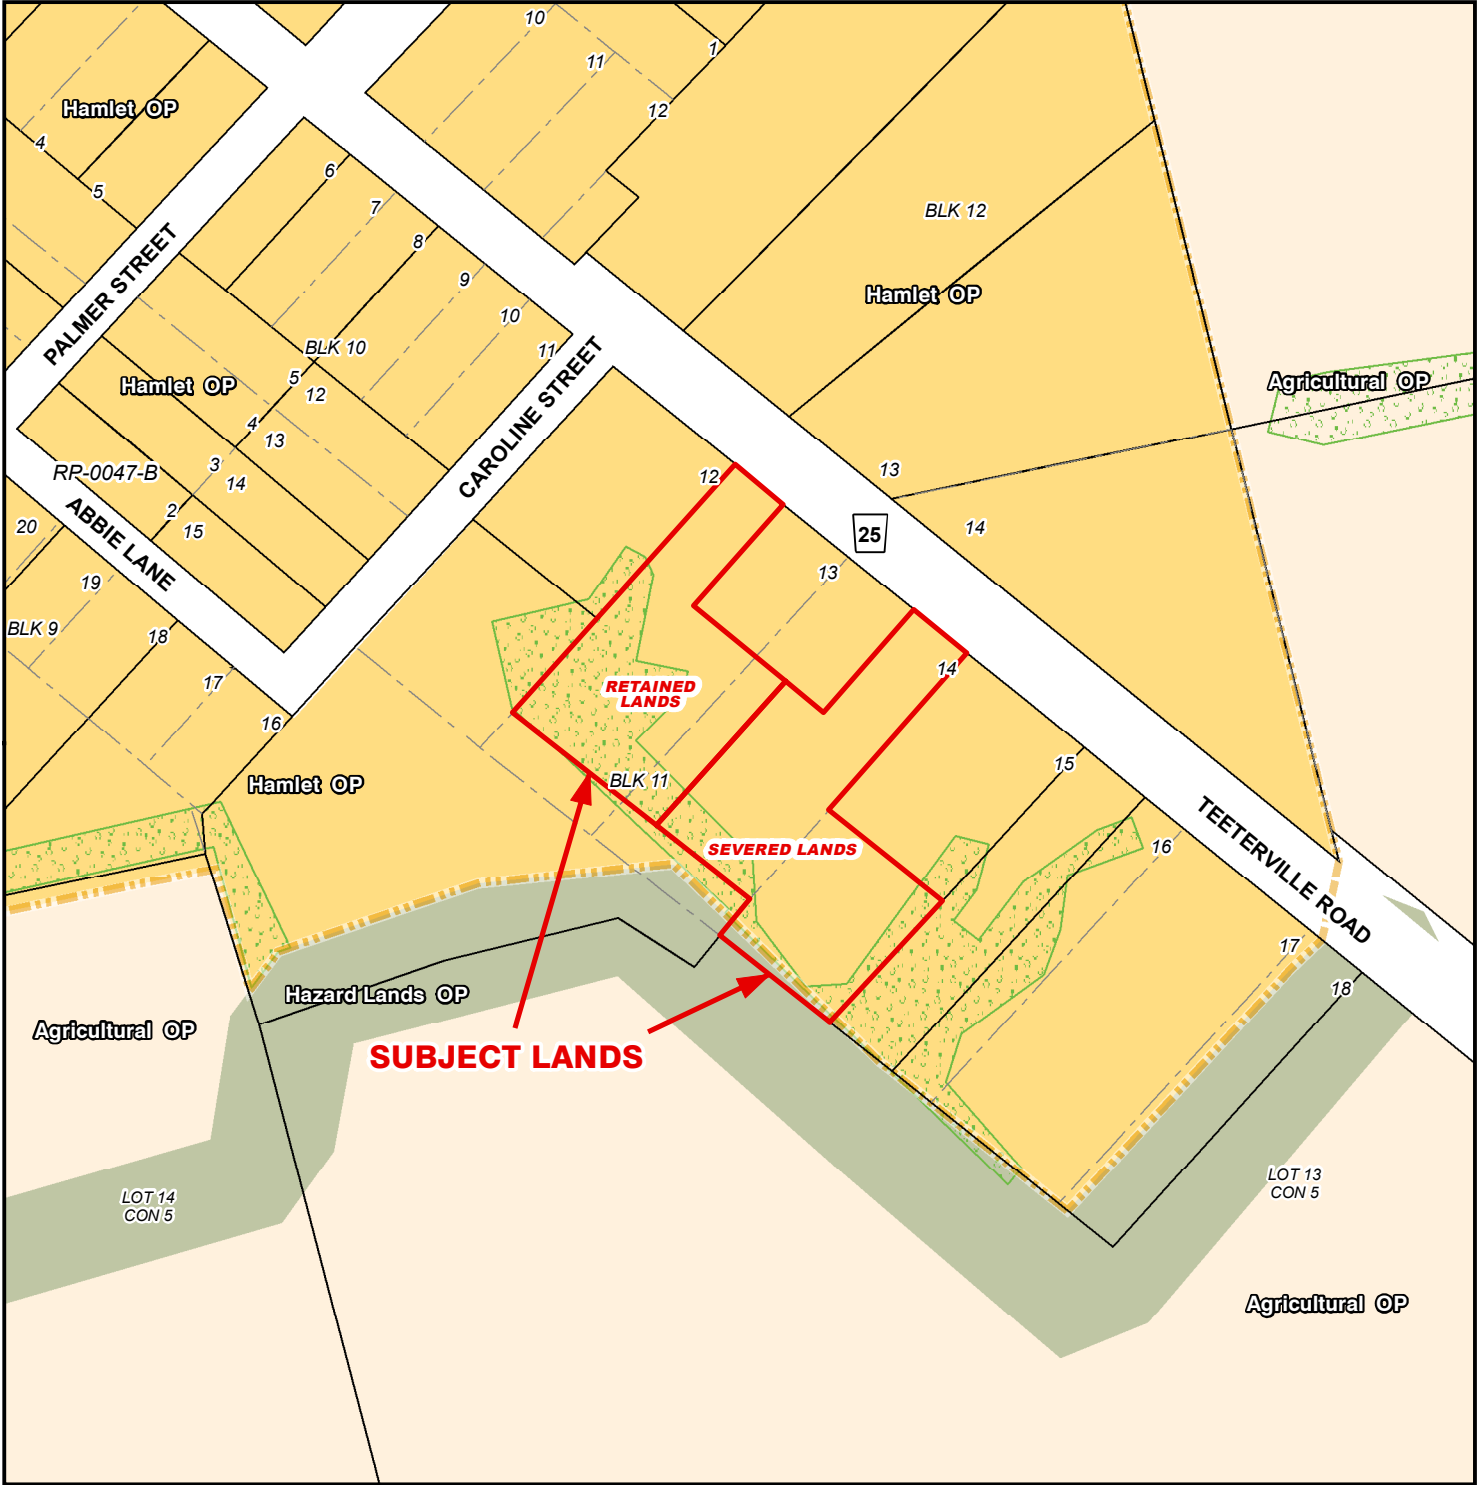 10
1
11
12
Hamlet OP
4
5
6
7
8
9
10
11
PALMER STREET
BLK 12
Hamlet OP
BLK 10
Hamlet OP
5
12
4
13
3
14
2
15
RP-0047-B
CAROLINE STREET
ABBIE LANE
Agricultural OP
12
13
25
14
13
14
20
19
BLK 9
18
17
16
RETAINED
LANDS
15
BLK 11
Hamlet OP
SEVERED LANDS
16
TEETERVILLE ROAD
17
18
Hazard Lands OP
Agricultural OP
SUBJECT LANDS
LOT 14
CON 5
LOT 13
CON 5
Agricultural OP